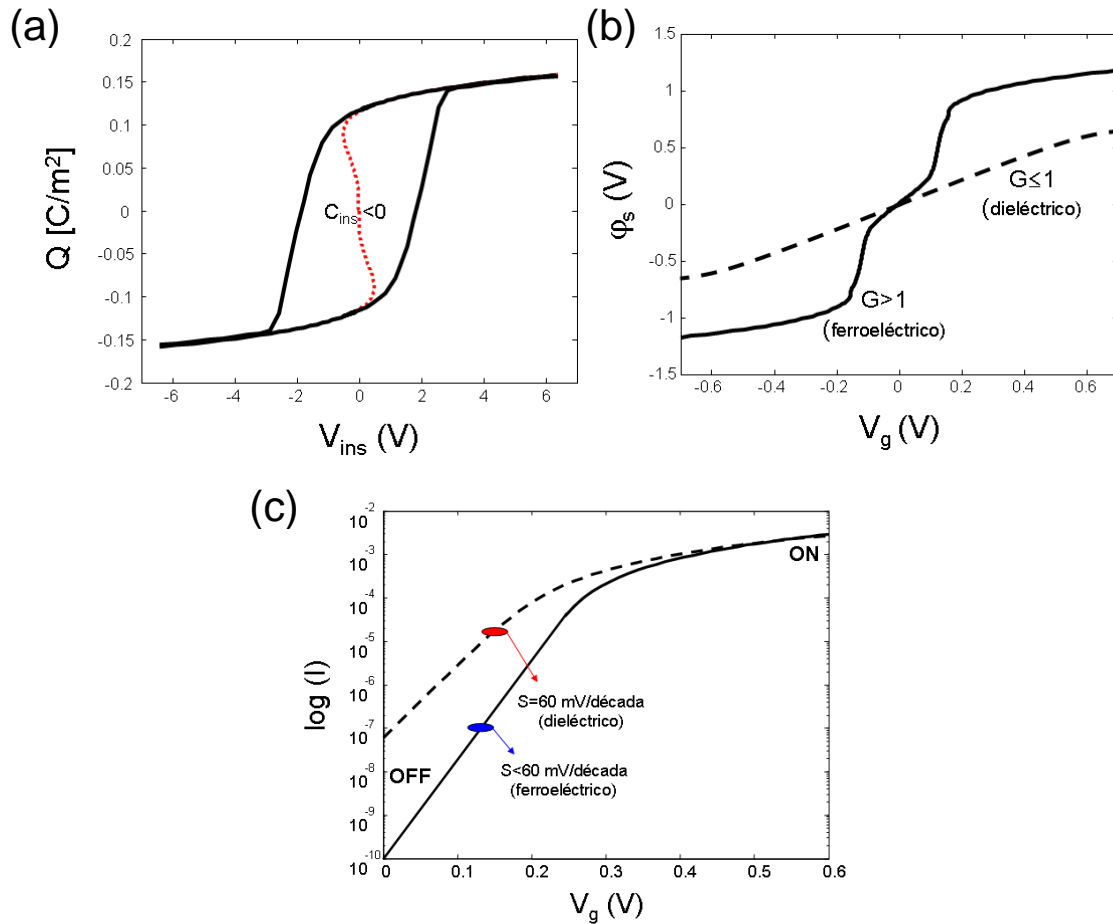 (a)
0.2
0.15
0.1
0.05
0
-0.05
-0.1
-0.15
-0.2
Q [C/m²]
C_ins <0
-6 -4 -2 0 2 4 6
V_ins (V)
(b)
1.5
1
0.5
0
-0.5
-1
-1.5
φ_s (V)
G≤1
(dieléctrico)
G>1
(ferroeléctrico)
-0.6 -0.4 -0.2 0 0.2 0.4 0.6
V_g (V)
(c)
10^-2
10^-3
10^-4
10^-5
10^-6
10^-7
10^-8
10^-9
10^-10
log (I)
ON
S=60 mV/década
(dieléctrico)
S<60 mV/década
(ferroeléctrico)
OFF
0 0.1 0.2 0.3 0.4 0.5 0.6
V_g (V)